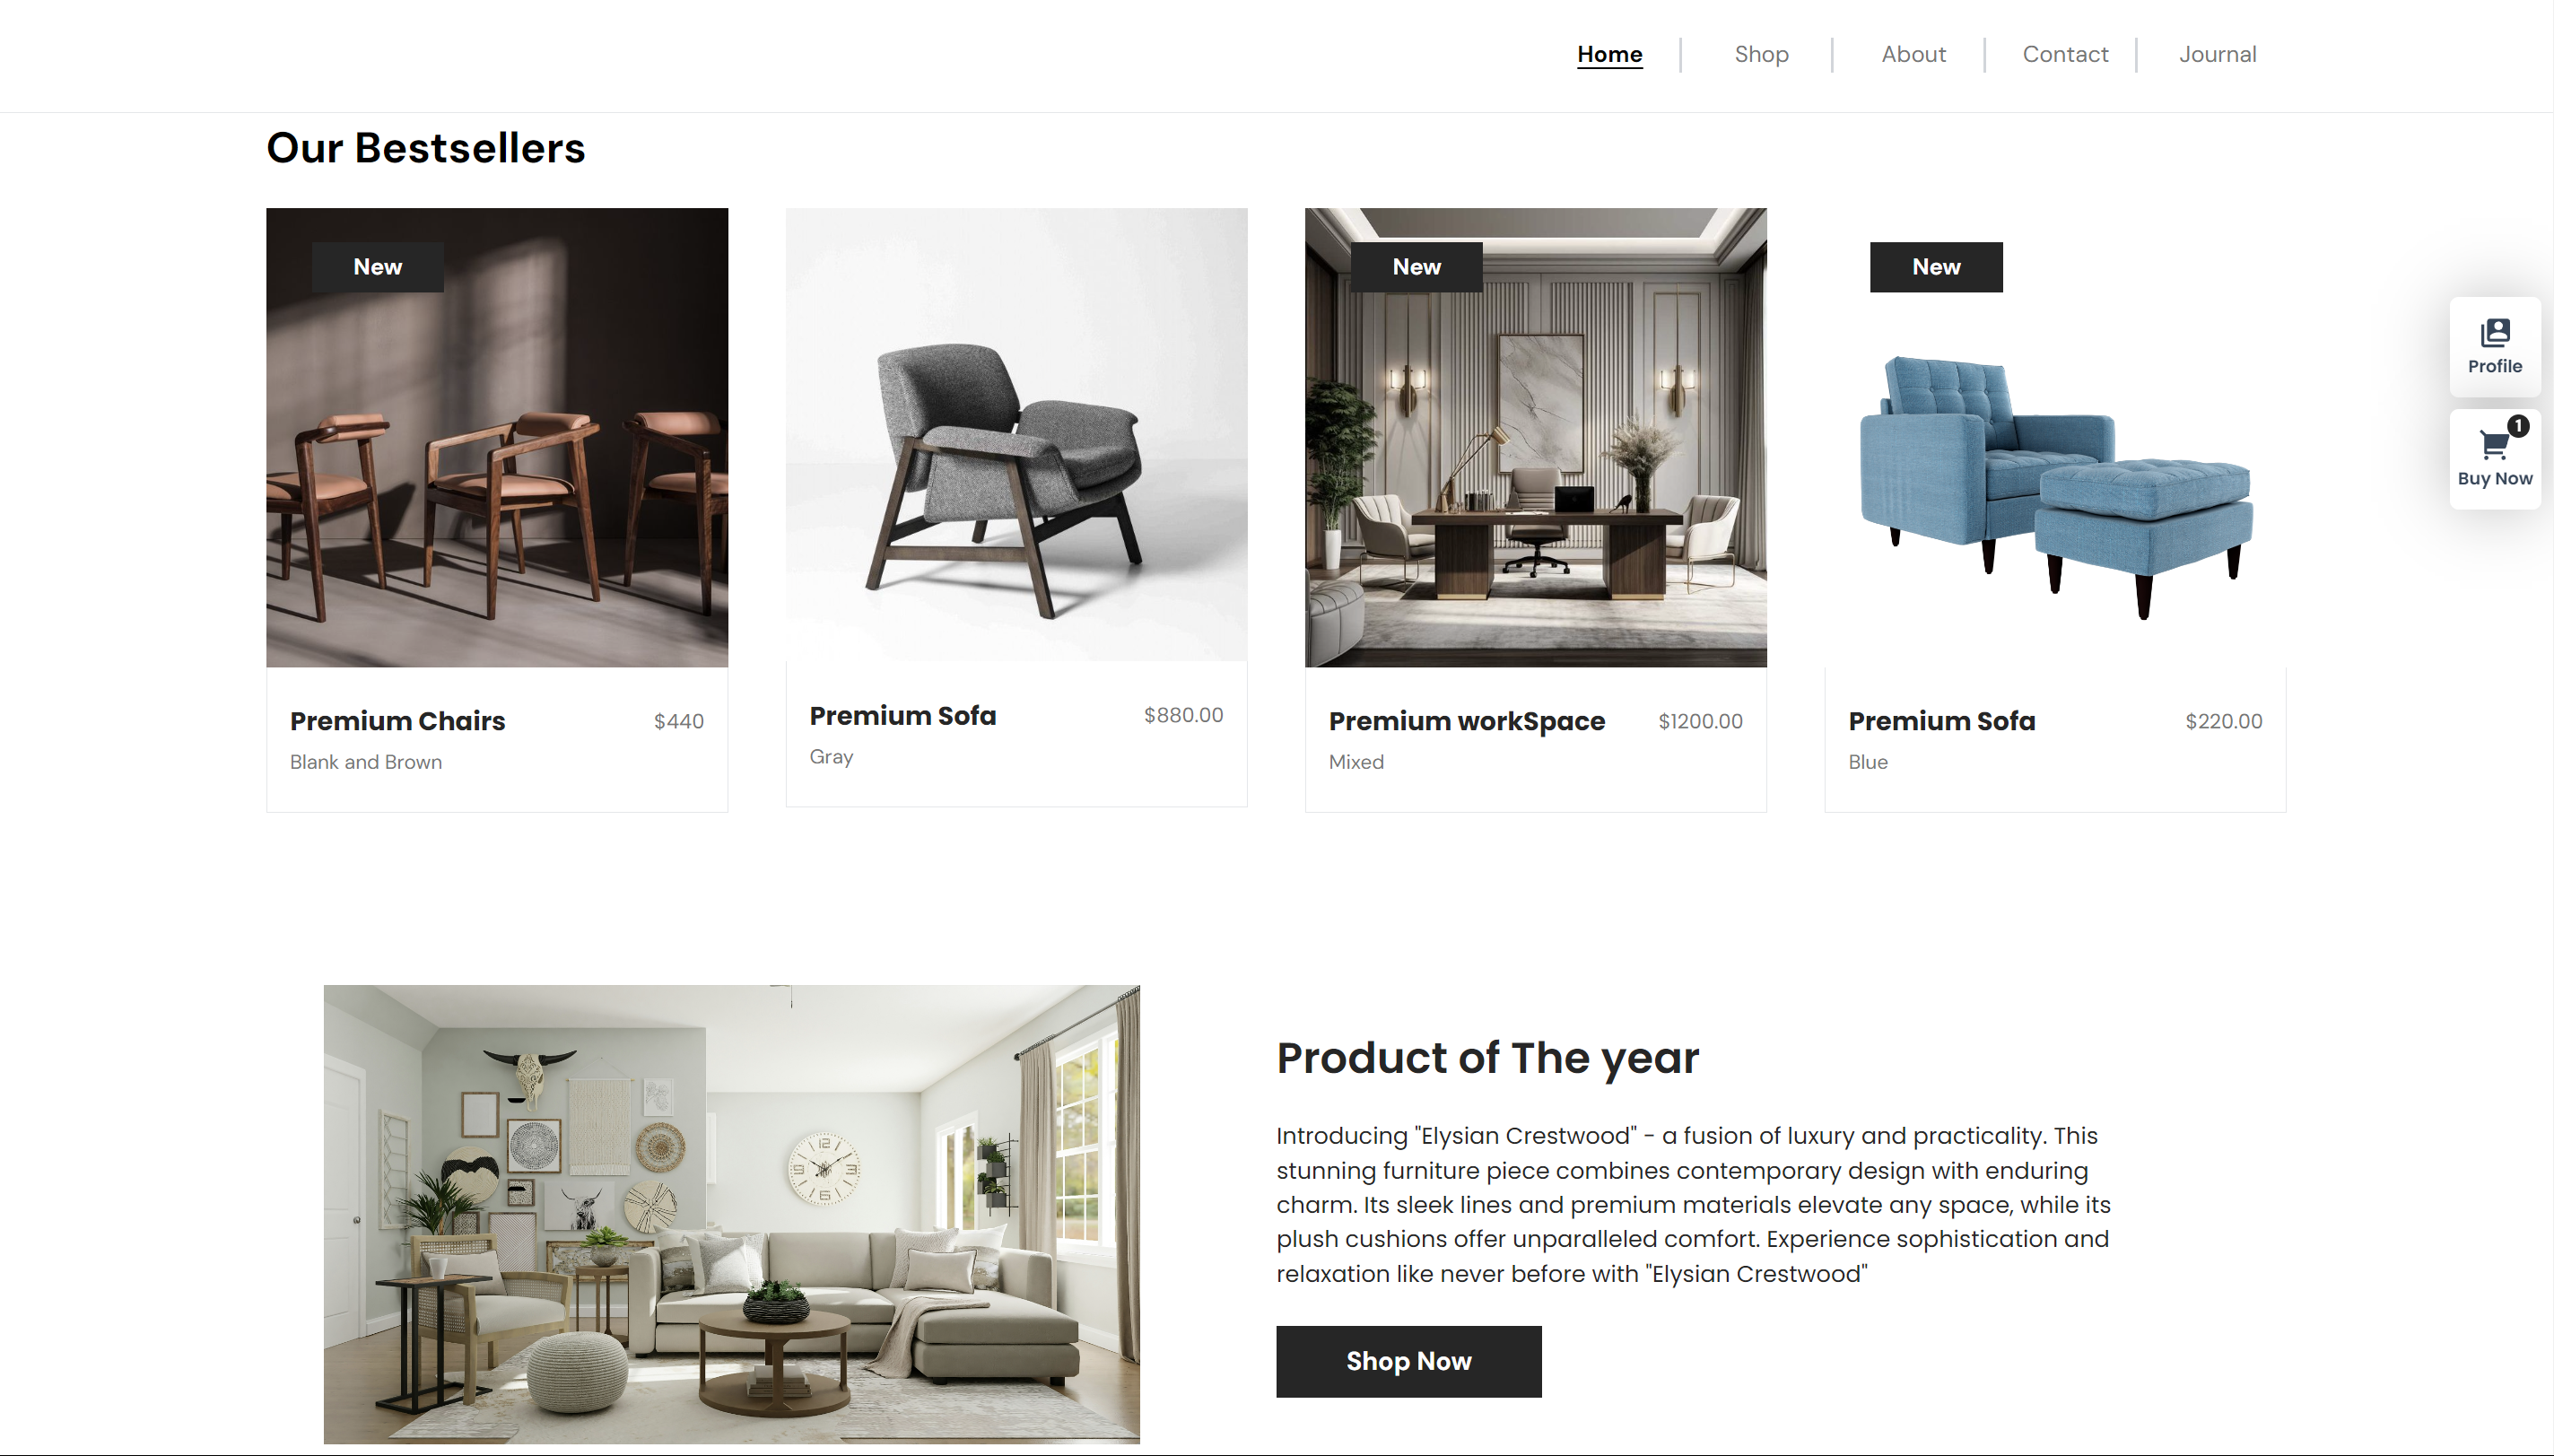 Home
Shop
About
Contact
Journal
Our Bestsellers
New
New
New
Profile
1
Buy Now
Premium Chairs
$440
Blank and Brown
Premium Sofa
$880.00
Gray
Premium workSpace
$1200.00
Mixed
Premium Sofa
$220.00
Blue
12
3
6
9
Product of The year
Introducing "Elysian Crestwood" - a fusion of luxury and practicality. This
stunning furniture piece combines contemporary design with enduring
charm. Its sleek lines and premium materials elevate any space, while its
plush cushions offer unparalleled comfort. Experience sophistication and
relaxation like never before with "Elysian Crestwood"
Shop Now